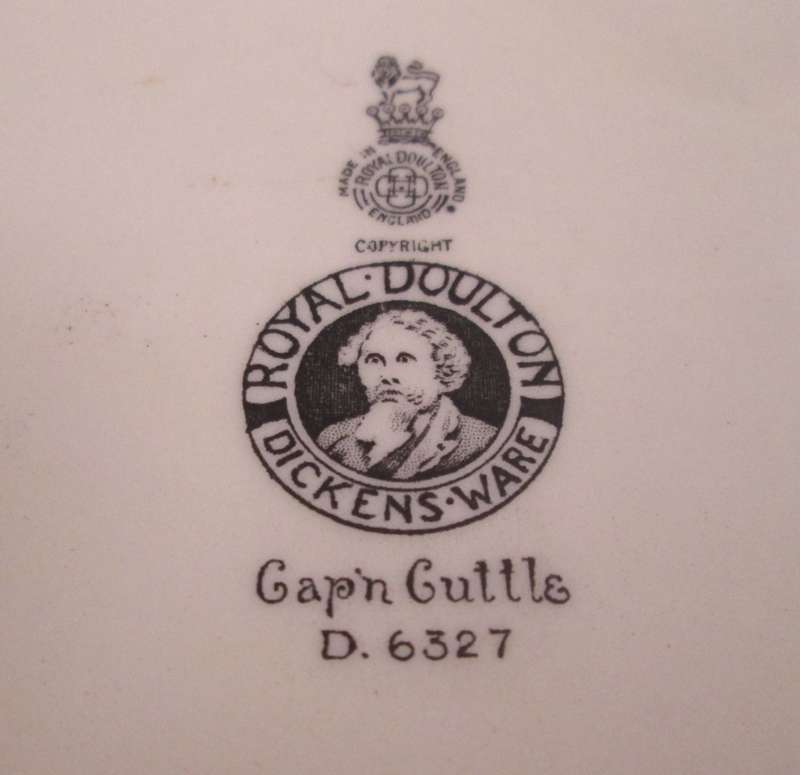 MADE IN ENGLAND
ROYAL DOULTON
ENGLAND
COPYRIGHT
ROYAL · DOULTON
DICKENS · WARE
Cap'n Cuttle
D. 6327